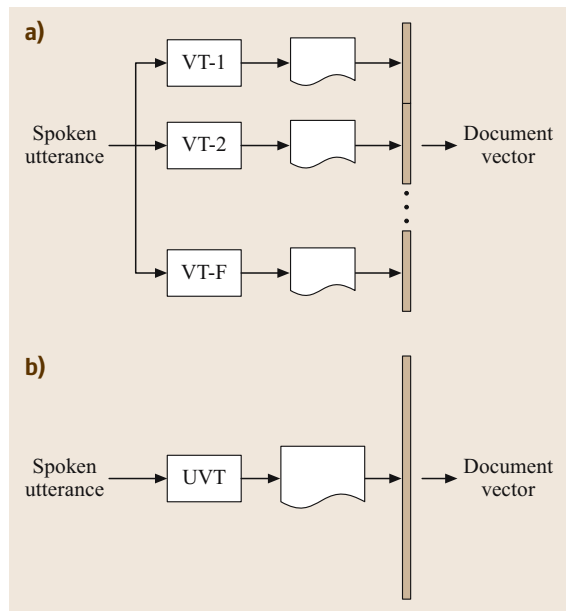 a)
VT-1
Spoken
utterance
VT-2
Document
vector
VT-F
b)
Spoken
utterance
UVT
Document
vector